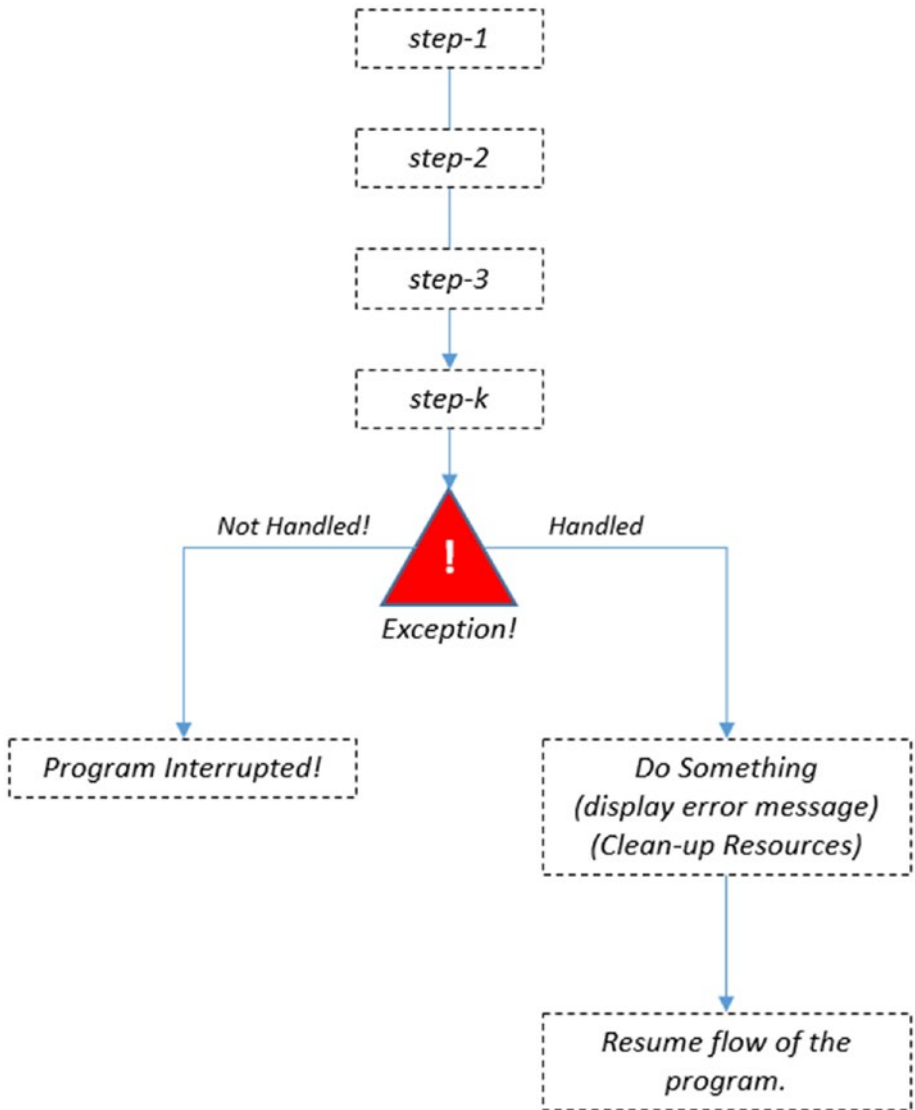 step-1
step-2
step-3
step-k
Not Handled!
Handled
!
Exception!
Program Interrupted!
Do Something
(display error message)
(Clean-up Resources)
Resume flow of the
program.